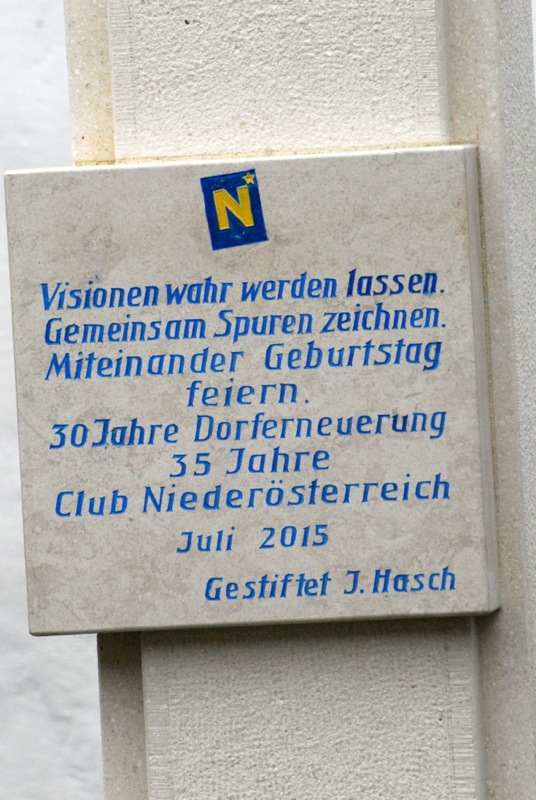 N
Visionen wahr werden lassen.
Gemeinsam Spuren zeichnen.
Miteinander Geburtstag
feiern.
30 Jahre Dorferneuerung
35 Jahre
Club Niederösterreich
Juli 2015
Gestiftet J. Hasch